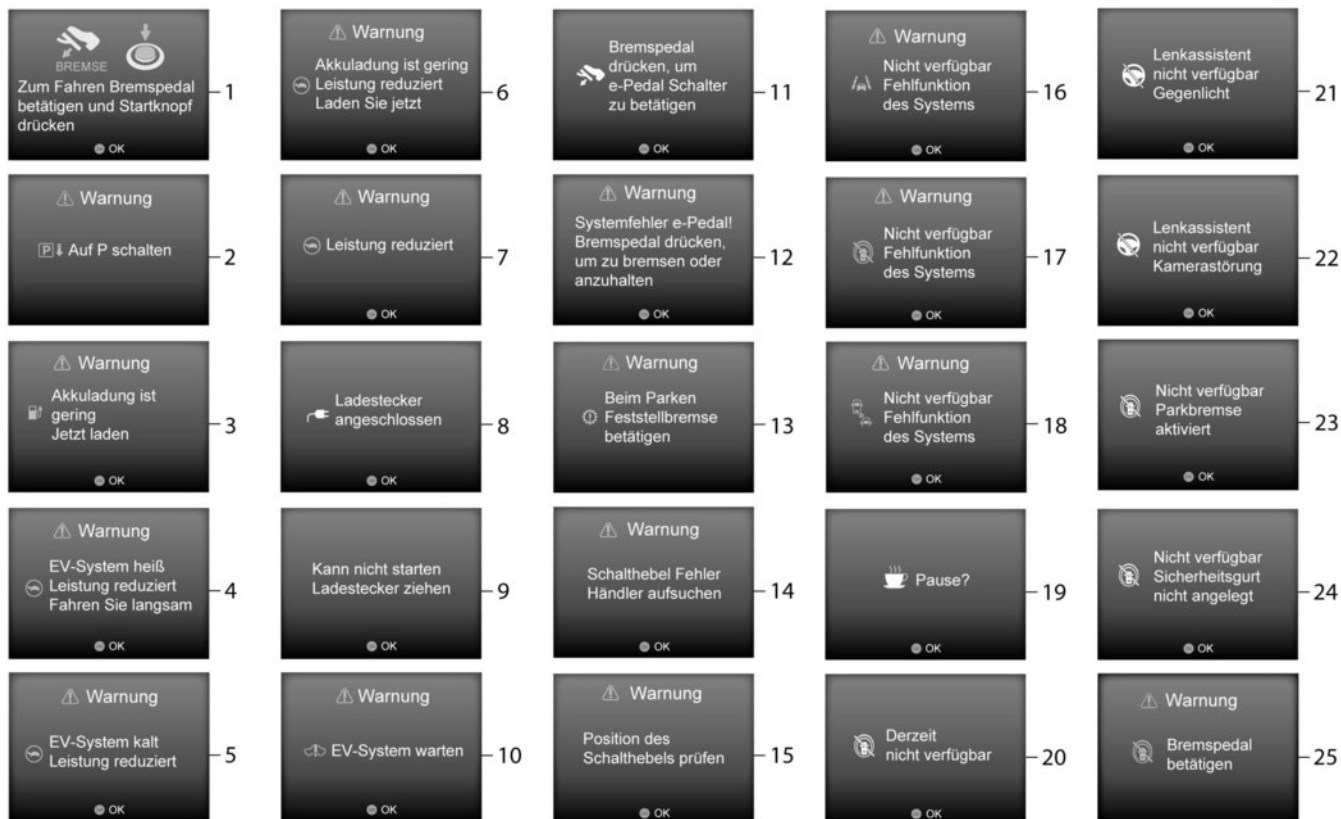 BREMSE
Zum Fahren Bremspedal
betätigen und Startknopf
drücken
OK
1
Warnung
P Auf P schalten
2
Warnung
Akkuladung ist
gering
Jetzt laden
OK
3
Warnung
EV-System heiß
Leistung reduziert
Fahren Sie langsam
OK
4
Warnung
EV-System kalt
Leistung reduziert
OK
5
Warnung
Akkuladung ist gering
Leistung reduziert
Laden Sie jetzt
OK
6
Warnung
Leistung reduziert
OK
7
Ladestecker
angeschlossen
OK
8
Kann nicht starten
Ladestecker ziehen
OK
9
Warnung
EV-System warten
OK
10
Bremspedal
drücken, um
e-Pedal Schalter
zu betätigen
OK
11
Warnung
Systemfehler e-Pedal!
Bremspedal drücken,
um zu bremsen oder
anzuhalten
OK
12
Warnung
Beim Parken
Feststellbremse
betätigen
13
Warnung
Schalthebel Fehler
Händler aufsuchen
OK
14
Warnung
Position des
Schalthebels prüfen
OK
15
Warnung
Nicht verfügbar
Fehlfunktion
des Systems
OK
16
Warnung
Nicht verfügbar
Fehlfunktion
des Systems
OK
17
Warnung
Nicht verfügbar
Fehlfunktion
des Systems
OK
18
Pause?
OK
19
Derzeit
nicht verfügbar
OK
20
Lenkassistent
nicht verfügbar
Gegenlicht
OK
21
Lenkassistent
nicht verfügbar
Kamerastörung
OK
22
Nicht verfügbar
Parkbremse
aktiviert
OK
23
Nicht verfügbar
Sicherheitsgurt
nicht angelegt
OK
24
Warnung
Bremspedal
betätigen
25